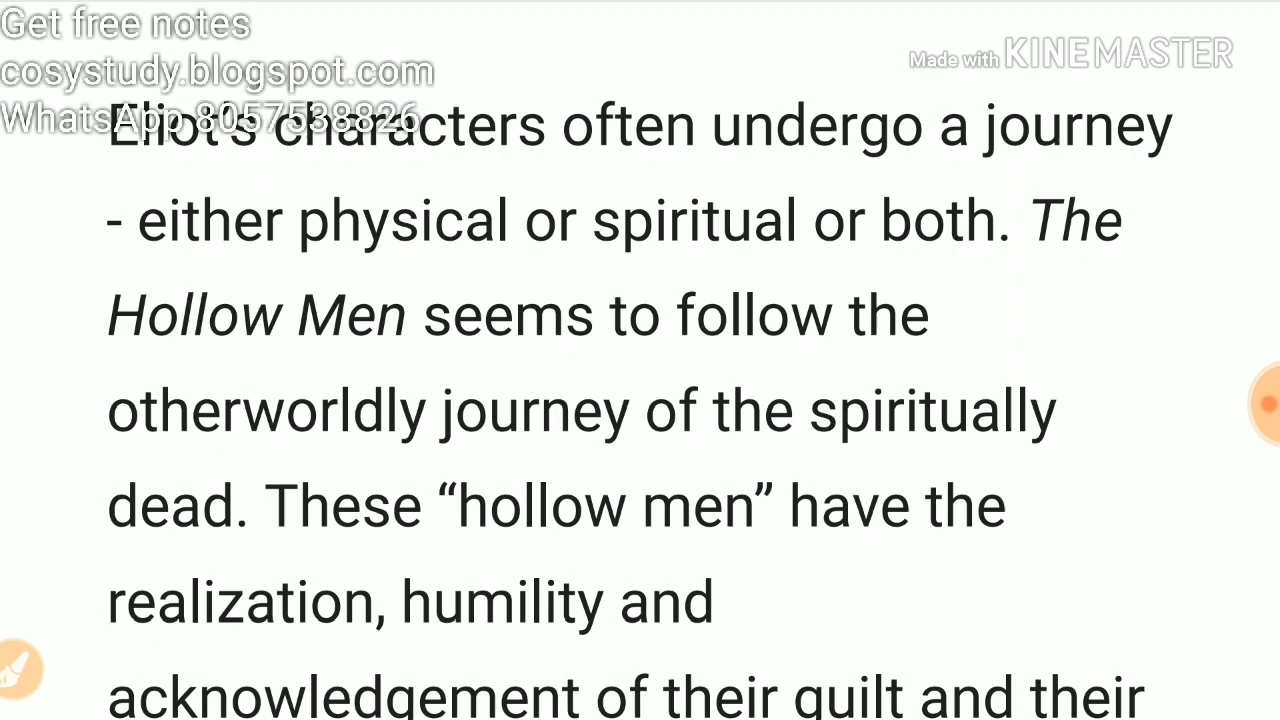 Get free notes
cosystudy.blogspot.com
WhatsApp 8057538826
Made with KINEMASTER
Eliot's characters often undergo a journey
- either physical or spiritual or both. The
Hollow Men seems to follow the
otherworldly journey of the spiritually
dead. These “hollow men” have the
realization, humility and
acknowledgement of their guilt and their